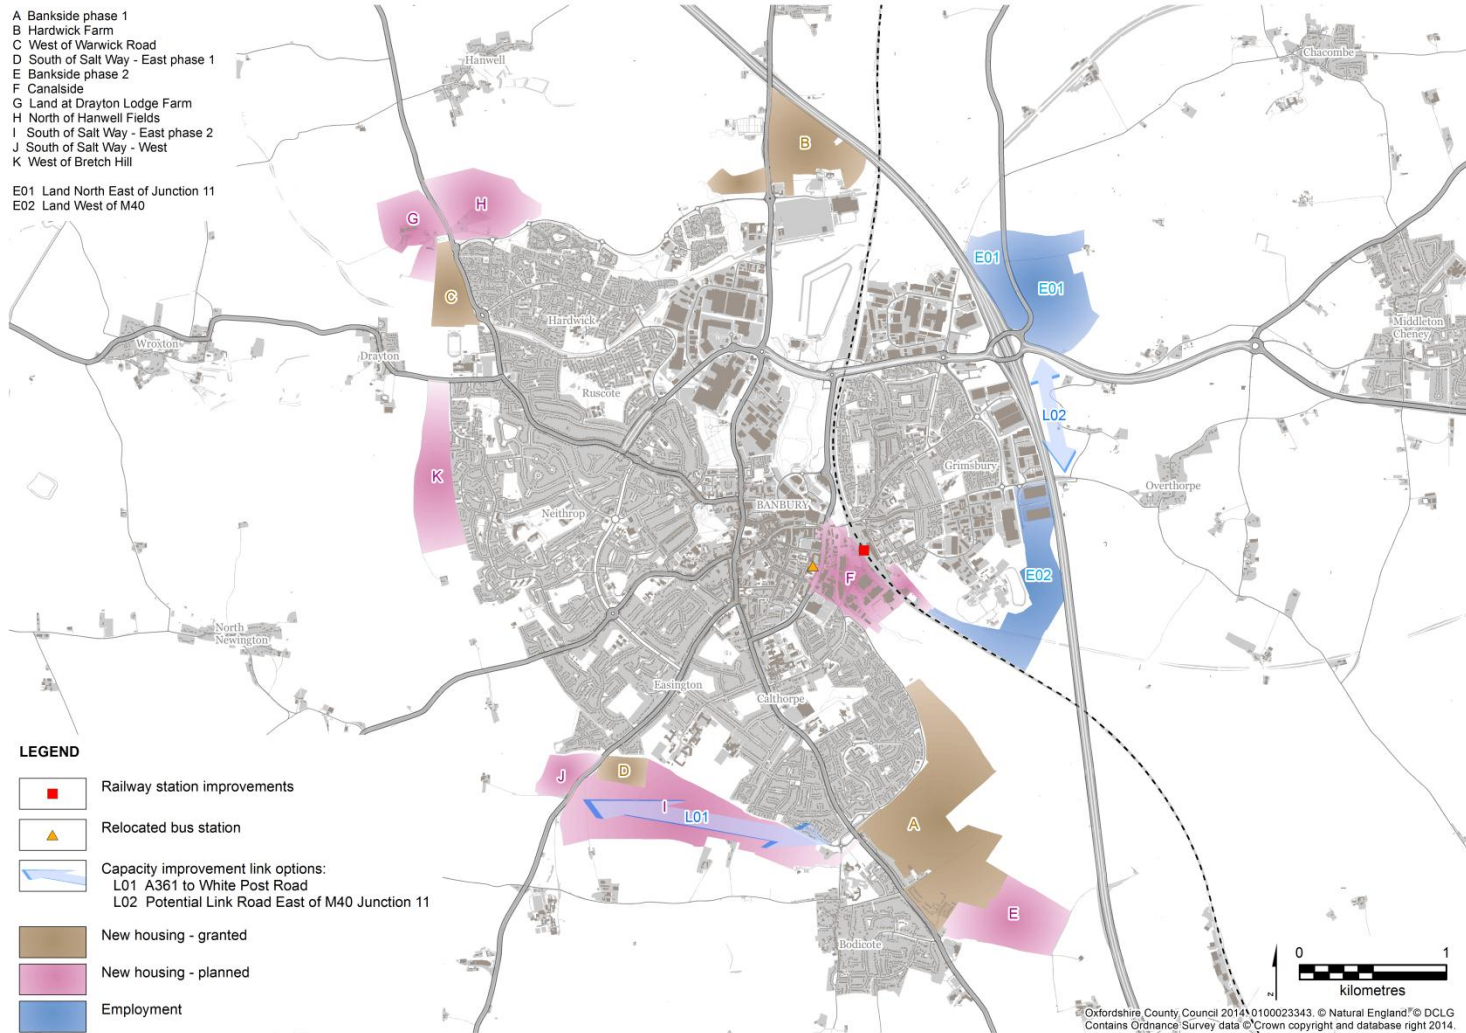 A Bankside phase 1
B Hardwick Farm
C West of Warwick Road
D South of Salt Way - East phase 1
E Bankside phase 2
F Canalside
G Land at Drayton Lodge Farm
H North of Hanwell Fields
I South of Salt Way - East phase 2
J South of Salt Way - West
K West of Bretch Hill
E01 Land North East of Junction 11
E02 Land West of M40
Hanwell
Chacombe
B
G
H
E01
E01
C
Hardwick
Wroxton
Drayton
Middleton
Cheney
Ruscote
L02
K
Grimsbury
Overthorpe
Neithrop
BANBURY
F
E02
North
Newington
Easington
Calthorpe
J
D
I
L01
A
E
Bodicote
LEGEND
Railway station improvements
Relocated bus station
Capacity improvement link options:
L01 A361 to White Post Road
L02 Potential Link Road East of M40 Junction 11
New housing - granted
New housing - planned
Employment
0 1
kilometres
z
Oxfordshire County Council 2014 0100023343. © Natural England. © DCLG
Contains Ordnance Survey data © Crown copyright and database right 2014.